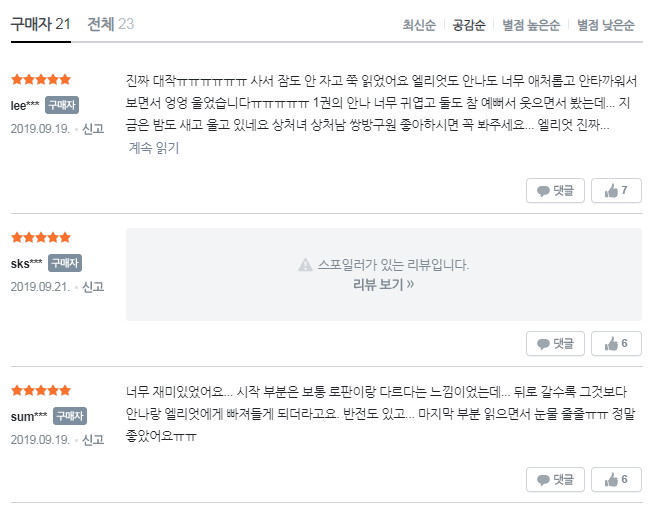 구매자 21 전체 23
최신순 공감순 별점 높은순 별점 낮은순
진짜 대작ㅠㅠㅠㅠㅠㅠ 사서 잠도 안 자고 쭉 읽었어요 엘리엇도 안나도 너무 애처롭고 안타까워서
lee*** 구매자
보면서 엉엉 울었습니다ㅠㅠㅠㅠㅠ 1권의 안나 너무 귀엽고 둘도 참 예뻐서 웃으면서 봤는데... 지
2019.09.19. 신고
금은 밤도 새고 울고 있네요 상처녀 상처남 쌍방구원 좋아하시면 꼭 봐주세요... 엘리엇 진짜...
계속 읽기
댓글 7
sks*** 구매자
2019.09.21. 신고
스포일러가 있는 리뷰입니다.
리뷰 보기 »
댓글 6
sum*** 구매자
2019.09.19. 신고
너무 재미있었어요... 시작 부분은 보통 로판이랑 다르다는 느낌이었는데... 뒤로 갈수록 그것보다
안나랑 엘리엇에게 빠져들게 되더라고요. 반전도 있고... 마지막 부분 읽으면서 눈물 줄줄ㅠㅠ 정말
좋았어요ㅠㅠ
댓글 6